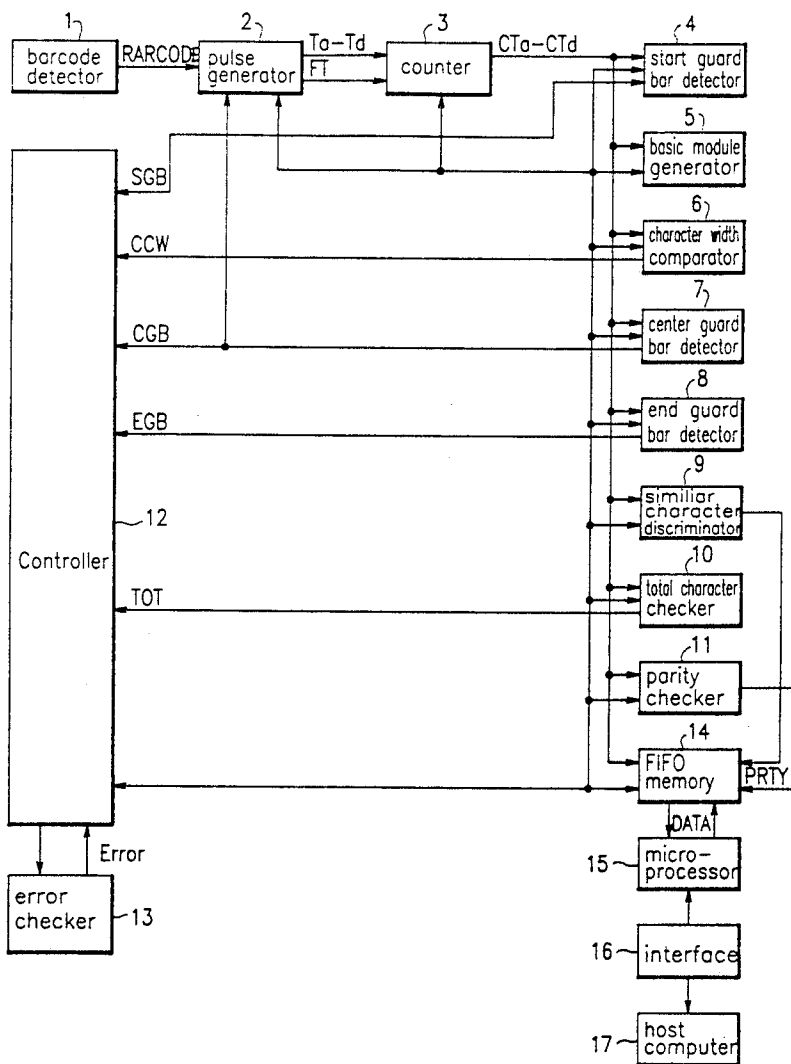 1
barcode
detector
RARCODE
2
pulse
generator
Ta-Td
FT
3
counter
CTa-CTd
4
start guard
bar detector
5
basic module
generator
SGB
6
character width
comparator
CCW
7
center guard
bar detector
CGB
8
end guard
bar detector
EGB
9
similiar
character
discriminator
12
Controller
10
total character
checker
TOT
11
parity
checker
14
FiFO
memory
PRTY
DATA
Error
15
micro-
processor
error
checker
13
16
interface
17
host
computer